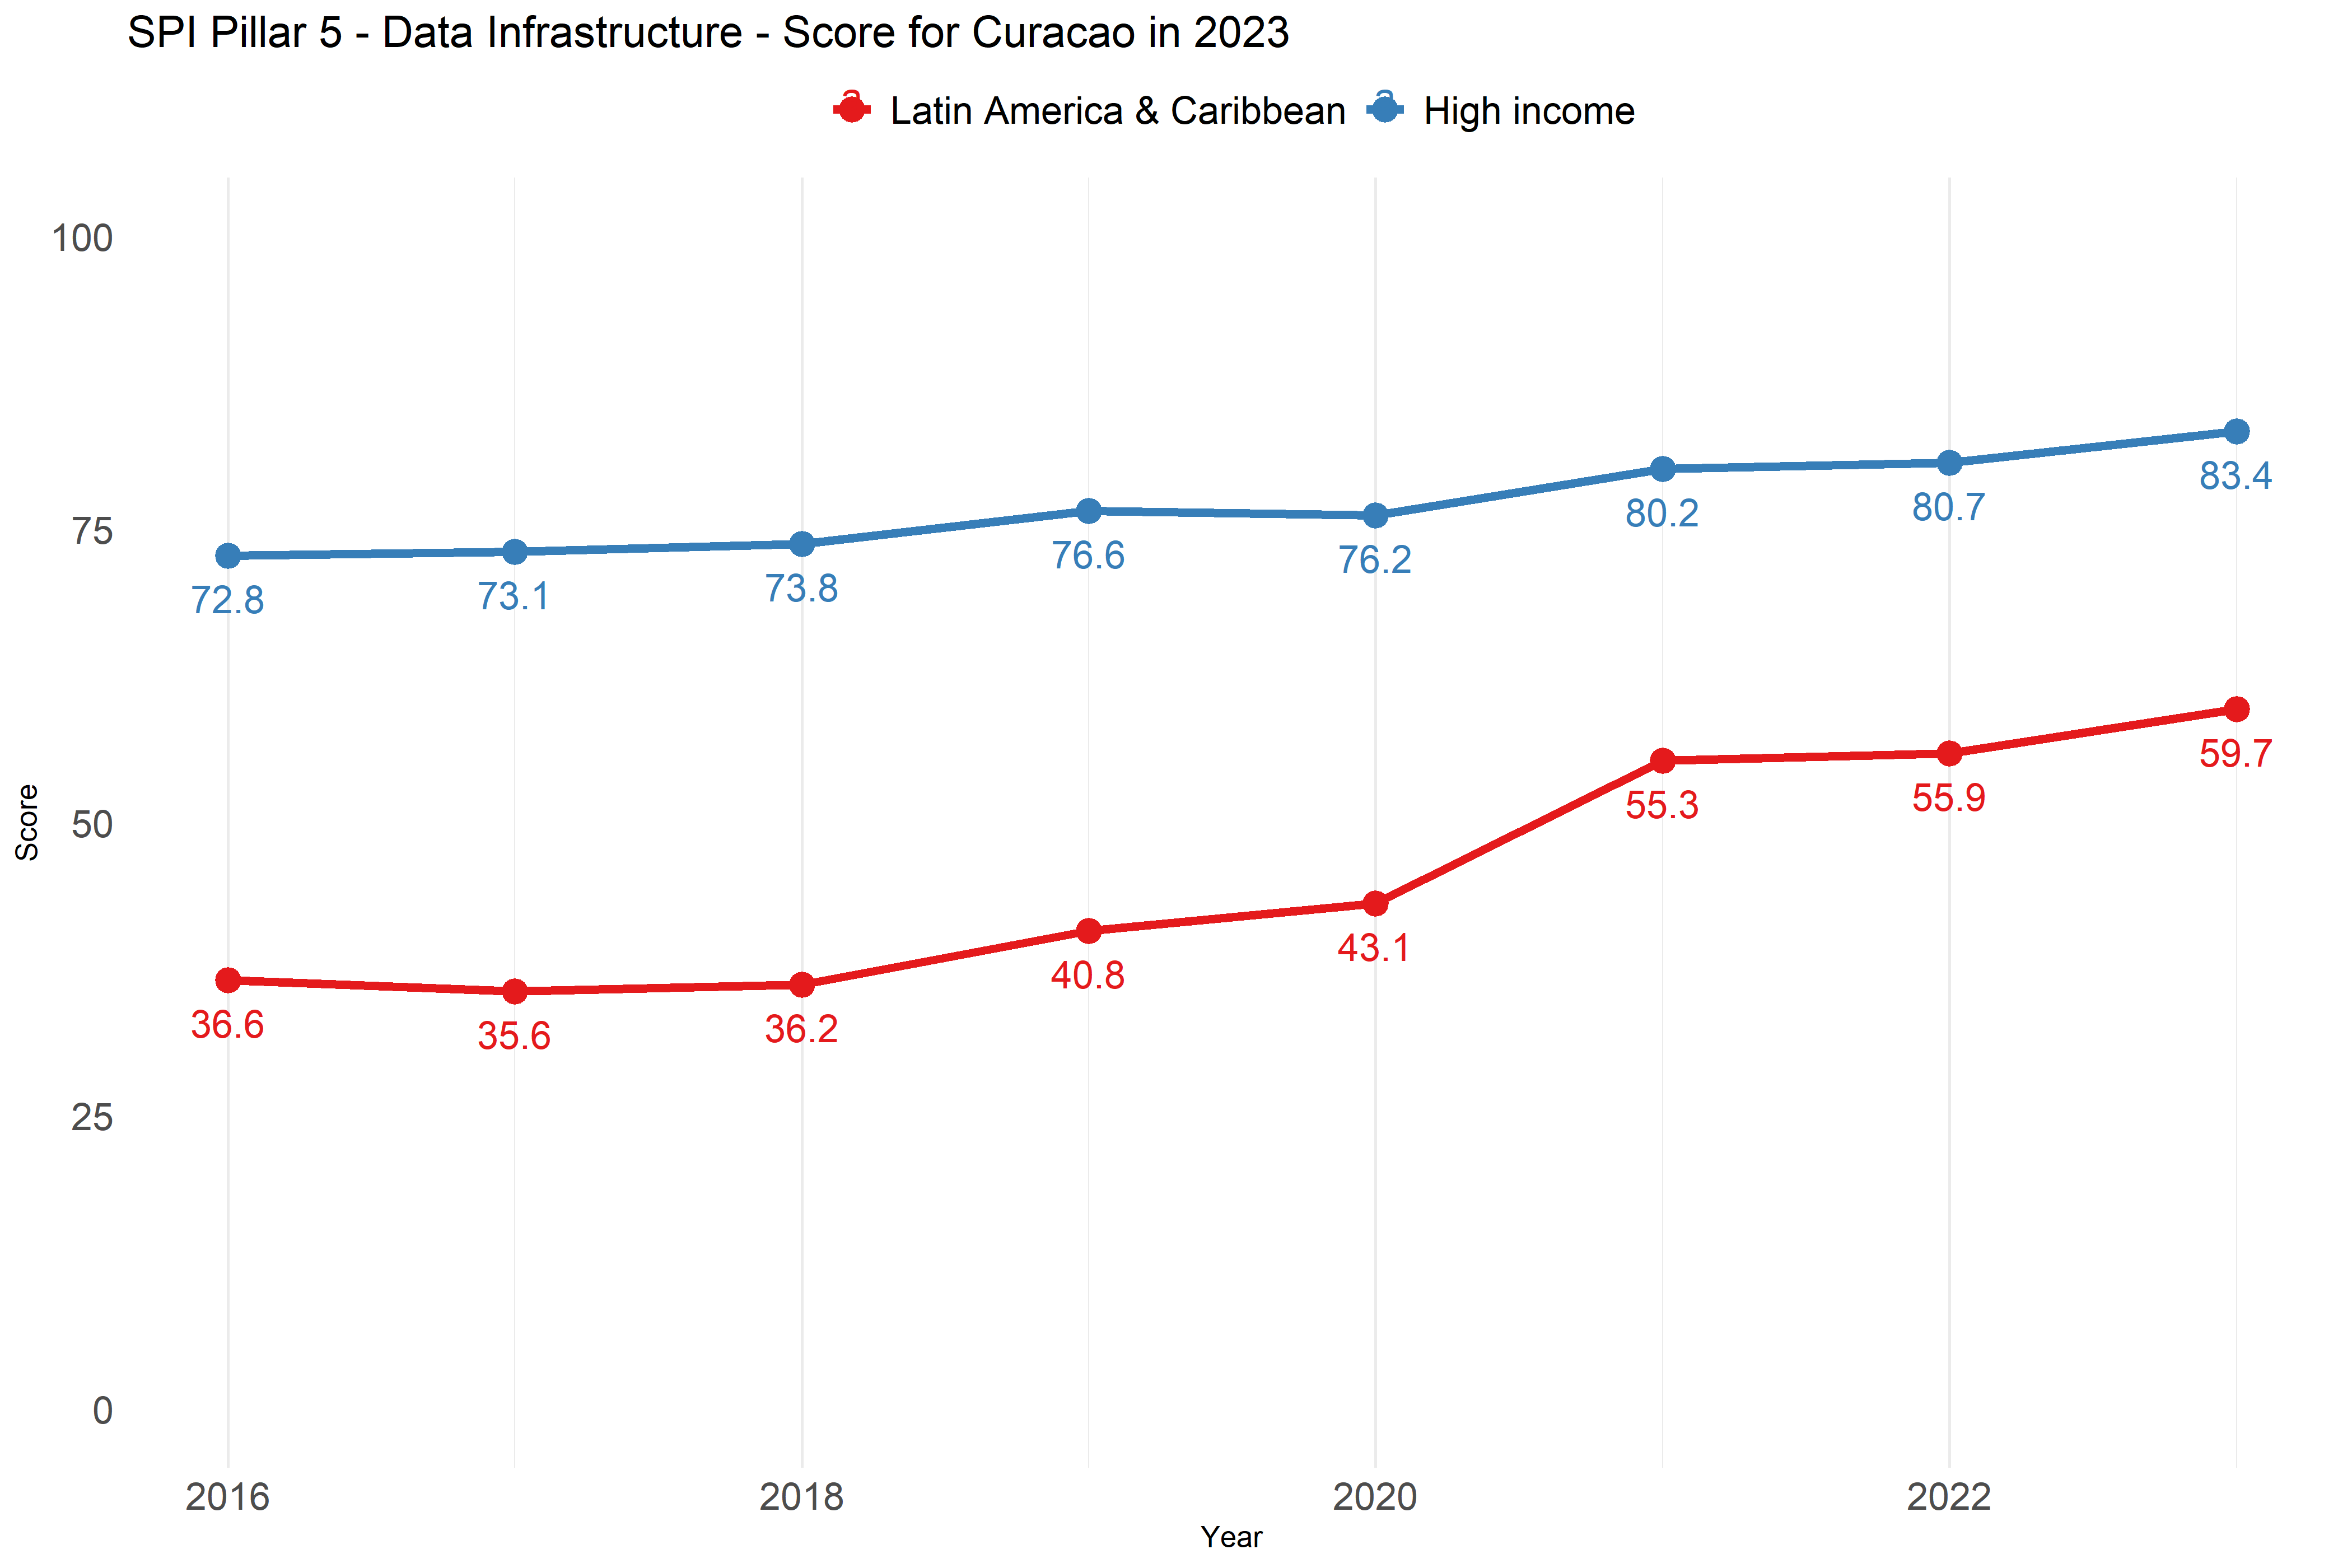 SPI Pillar 5 - Data Infrastructure - Score for Curacao in 2023
Latin America & Caribbean High income
100
75
50
25
0
Score
72.8 73.1 73.8 76.6 76.2 80.2 80.7 83.4
36.6 35.6 36.2 40.8 43.1 55.3 55.9 59.7
2016 2018 2020 2022
Year